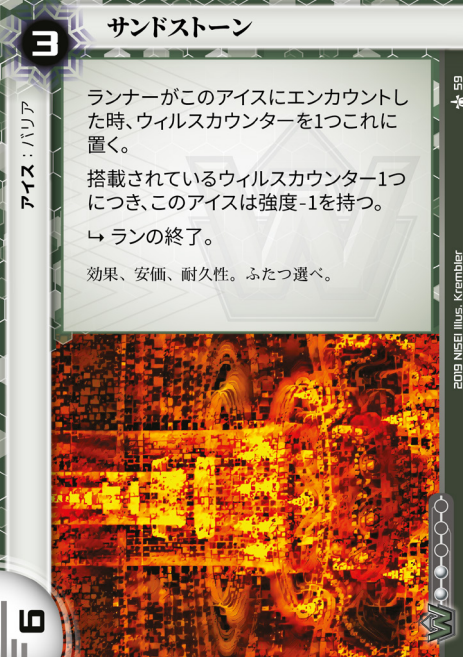 3
サンドストーン
アイス：バリア
ランナーがこのアイスにエンカウントし
た時、ウィルスカウンターを1つこれに
置く。
搭載されているウィルスカウンター1つ
につき、このアイスは強度-1を持つ。
↳ ランの終了。
効果、安価、耐久性。ふたつ選べ。
6
59
2019 NISEI Illus. Krembler